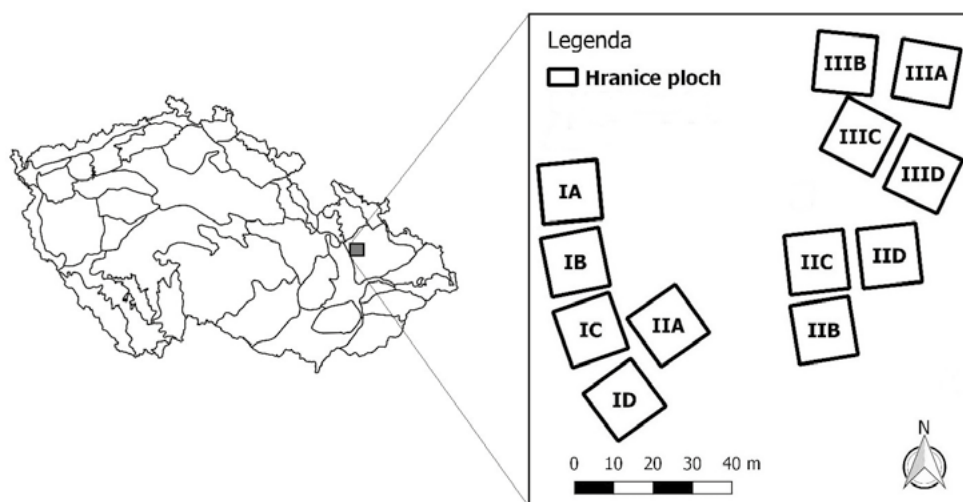 Legenda
Hranice ploch
IIIB
IIIA
IIIC
IIID
IA
IB
IIC
IID
IC
IIA
IIB
ID
N
0 10 20 30 40 m